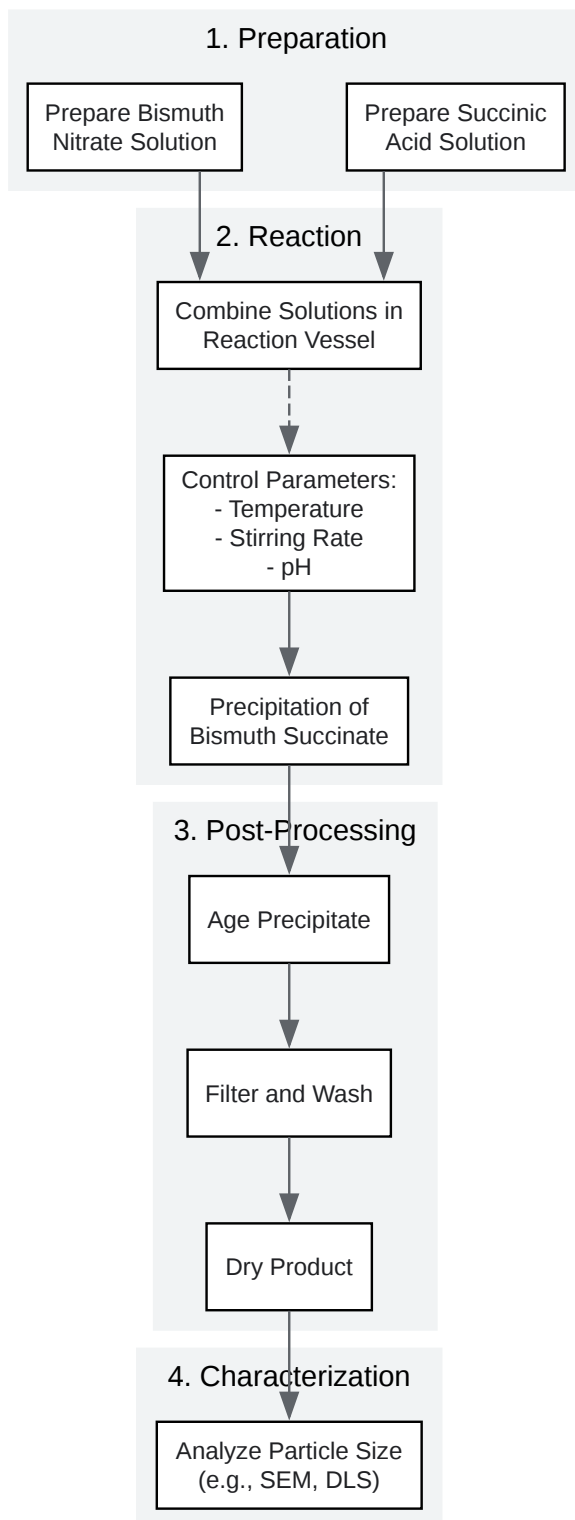 1. Preparation
Prepare Bismuth
Nitrate Solution
Prepare Succinic
Acid Solution
2. Reaction
Combine Solutions in
Reaction Vessel
Control Parameters:
- Temperature
- Stirring Rate
- pH
Precipitation of
Bismuth Succinate
3. Post-Processing
Age Precipitate
Filter and Wash
Dry Product
4. Characterization
Analyze Particle Size
(e.g., SEM, DLS)